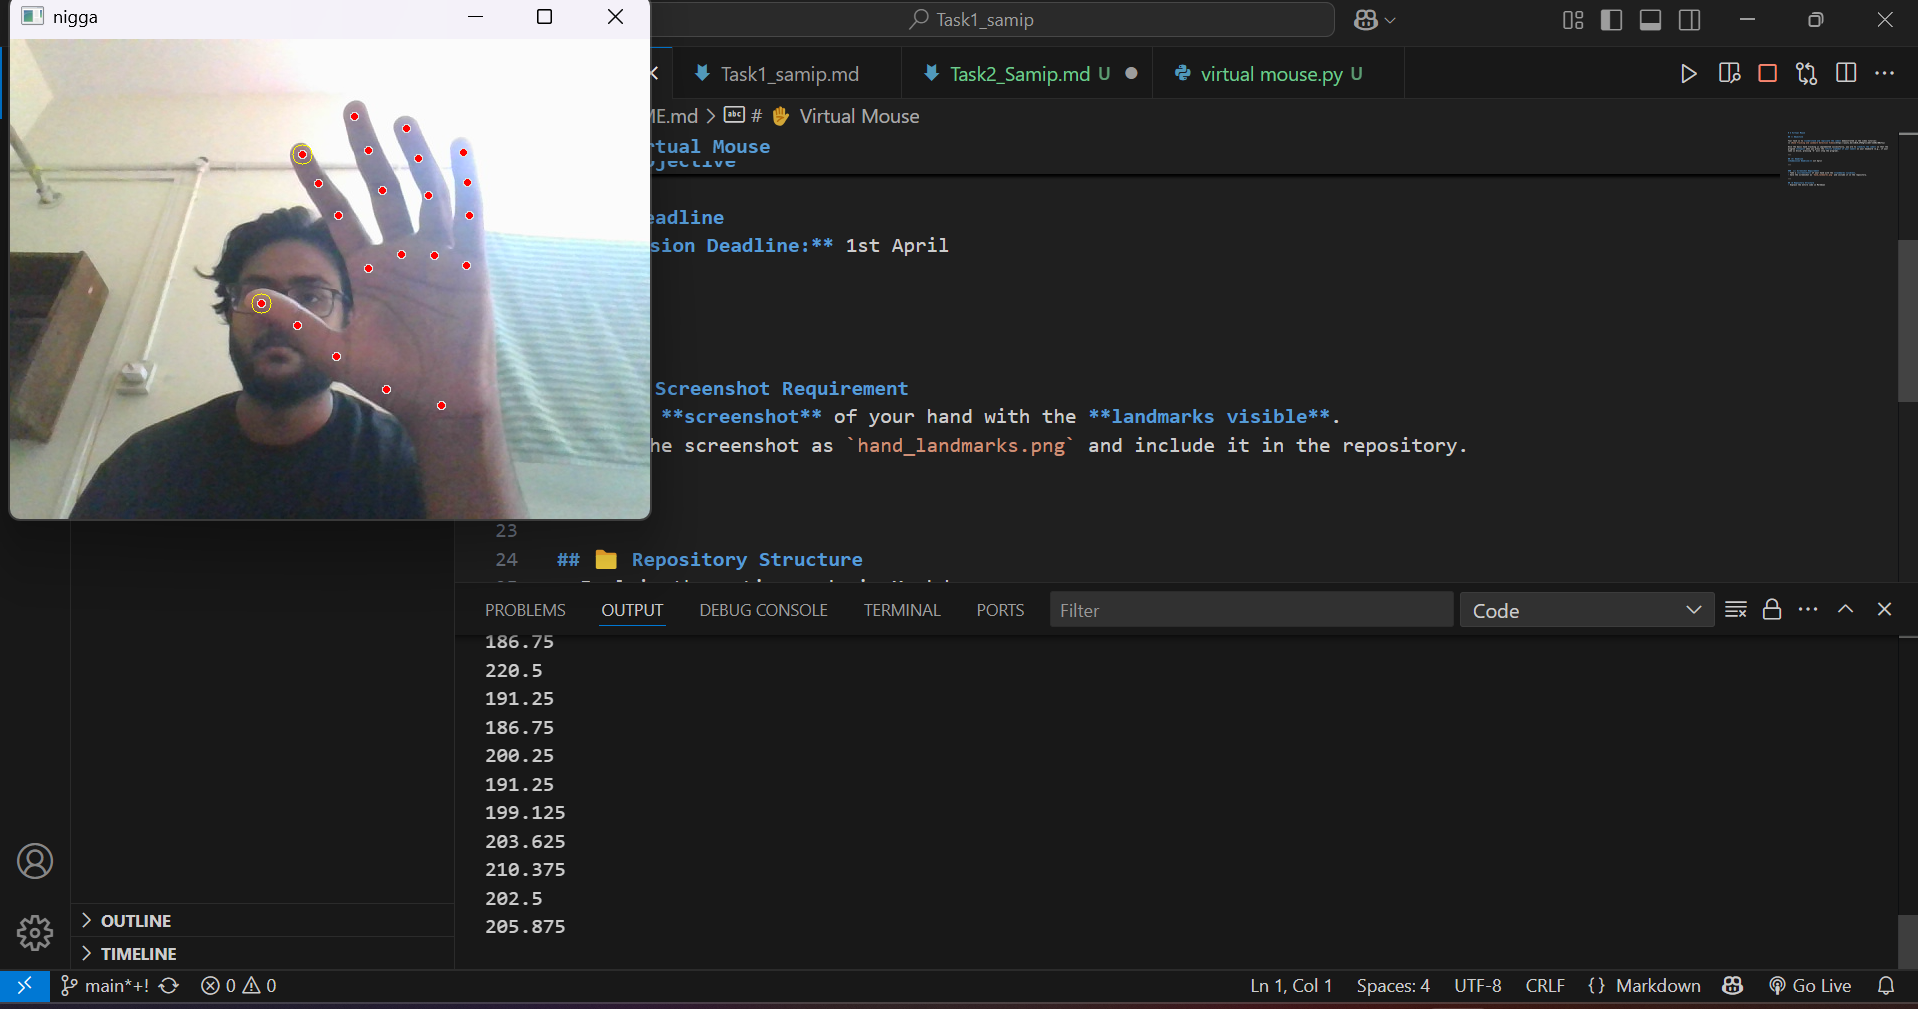 nigga
Task1_samip
Task1_samip.md
Task2_Samip.md U
virtual mouse.py U
ME.md > # ✋ Virtual Mouse
rtual Mouse
jective
eadline
sion Deadline:** 1st April
Screenshot Requirement
**screenshot** of your hand with the **landmarks visible**.
he screenshot as `hand_landmarks.png` and include it in the repository.
23
24 ## 📁 Repository Structure
PROBLEMS OUTPUT DEBUG CONSOLE TERMINAL PORTS Filter Code
186.75
220.5
191.25
186.75
200.25
191.25
199.125
203.625
210.375
202.5
205.875
OUTLINE
TIMELINE
main*+! 0 0 Ln 1, Col 1 Spaces: 4 UTF-8 CRLF {} Markdown Go Live